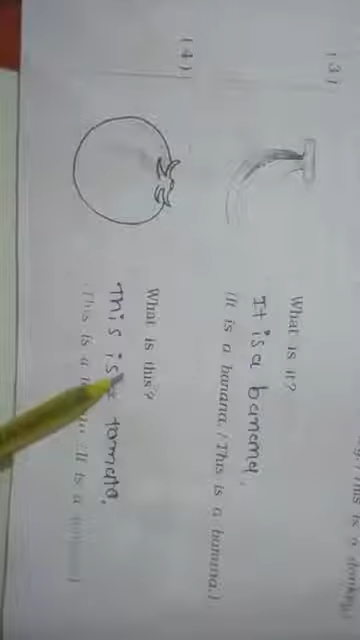 This is a donkey
(3)
What is it?
It is a bamema.
(It is a banana. / This is a banana.)
(4)
What is this?
This is tomato.
This is a It is a